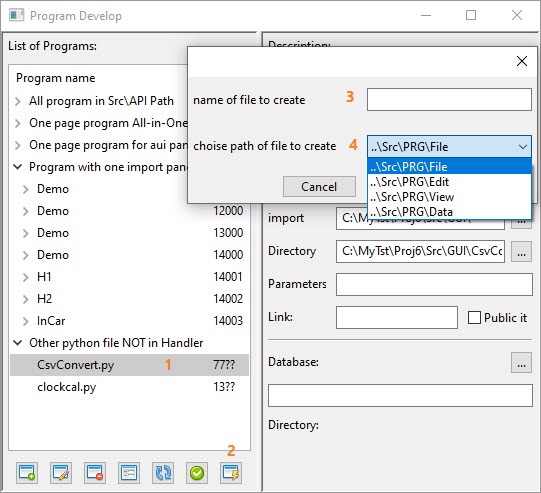 Program Develop
List of Programs:
Program name
All program in Src\API Path
One page program All-in-One
One page program for aui pan
Program with one import pan
Demo
Demo 12000
Demo 13000
Demo 14000
H1 14001
H2 14002
InCar 14003
Other python file NOT in Handler
CsvConvert.py 1 77??
clockcal.py 13??
2
Description:
name of file to create 3
choise path of file to create 4 ..\Src\PRG\File
..\Src\PRG\File
..\Src\PRG\Edit
..\Src\PRG\View
..\Src\PRG\Data
Cancel
import C:\MyTst\Proj6\Src\GUI\ ...
Directory C:\MyTst\Proj6\Src\GUI\CsvCc ...
Parameters
Link: Public it
Database: ...
Directory: